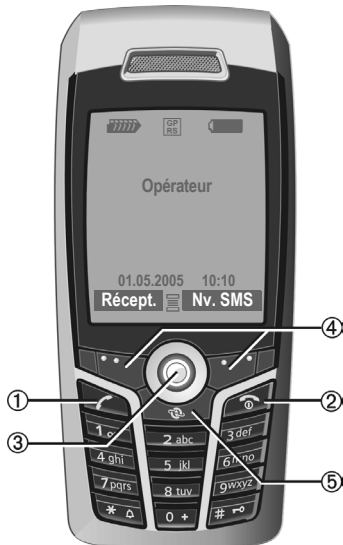 GP
RS
Opérateur
01.05.2005 10:10
Récept. Nv. SMS
④
①
②
③
⑤
1
2 abc
3 def
4 ghi
5 jkl
6 mno
7 pqrs
8 tuv
9 wxyz
*
0 +
#